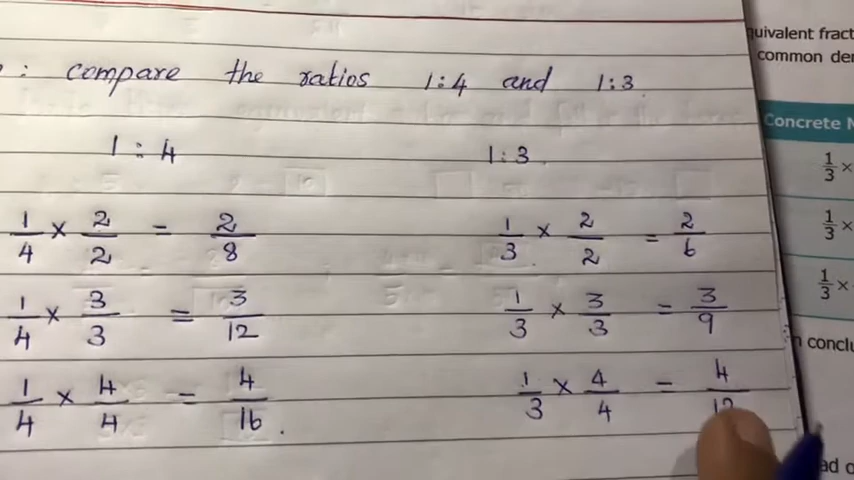 : compare the ratios 1:4 and 1:3.
1 : 4
1:3.
1/4 × 2/2 = 2/8
1/3 × 2/2 = 2/6
1/4 × 3/3 = 3/12
1/3 × 3/3 = 3/9
1/4 × 4/4 = 4/16.
1/3 × 4/4 = 4/12
quivalent fract
common der
Concrete
1/3 ×
1/3 ×
1/3 ×
conclu
ad o